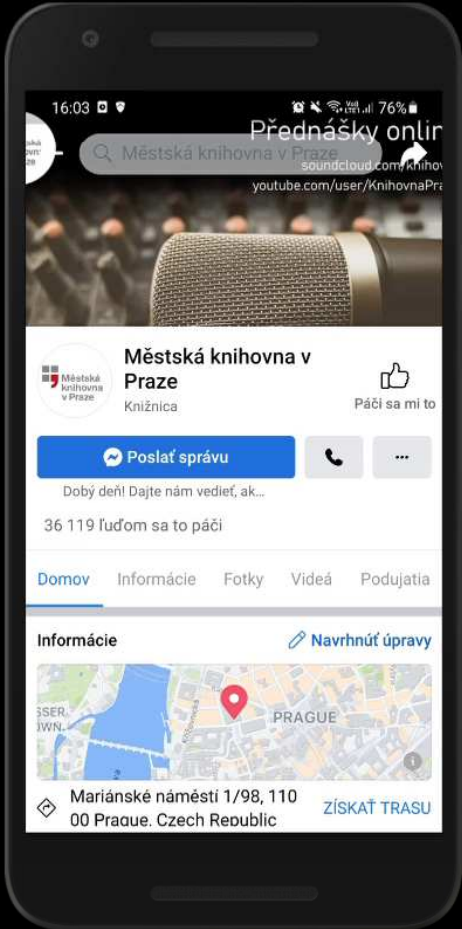 16:03
76%
Přednášky onlin
Městská knihovna v Praze
soundcloud.com/knihov
youtube.com/user/KnihovnaPra
Městská knihovna v
Praze
Městská
knihovna
v Praze
Knižnica
Páči sa mi to
Poslať správu
Dobý deň! Dajte nám vedieť, ak...
36 119 ľuďom sa to páči
Domov Informácie Fotky Videá Podujatia
Informácie
Navrhnúť úpravy
PRAGUE
Mariánské náměstí 1/98, 110
00 Prague, Czech Republic
ZÍSKAŤ TRASU